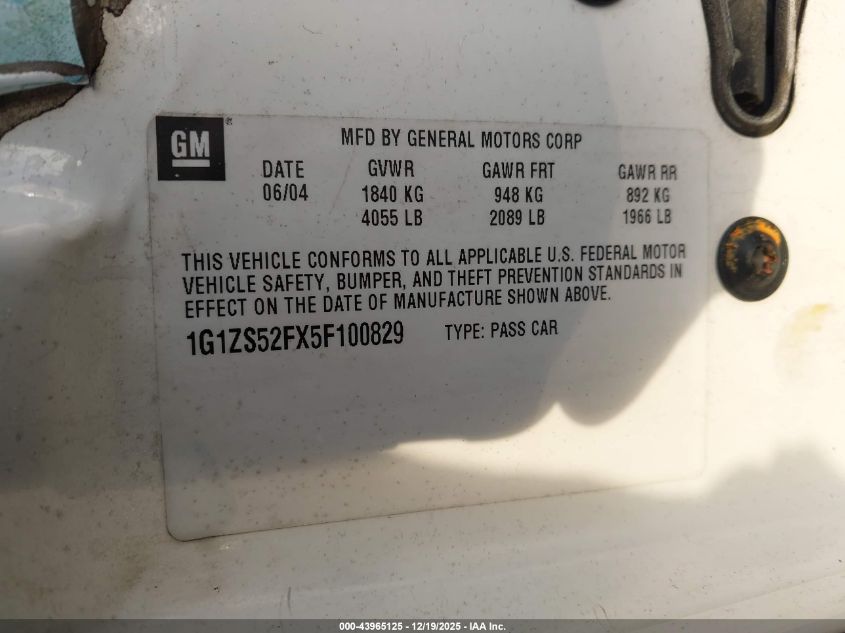 GM ®
MFD BY GENERAL MOTORS CORP
DATE GVWR GAWR FRT GAWR RR
06/04 1840 KG 948 KG 892 KG
4055 LB 2089 LB 1966 LB
THIS VEHICLE CONFORMS TO ALL APPLICABLE U.S. FEDERAL MOTOR
VEHICLE SAFETY, BUMPER, AND THEFT PREVENTION STANDARDS IN
EFFECT ON THE DATE OF MANUFACTURE SHOWN ABOVE.
1G1ZS52FX5F100829 TYPE: PASS CAR
000-43965125 - 12/19/2025 - IAA Inc.